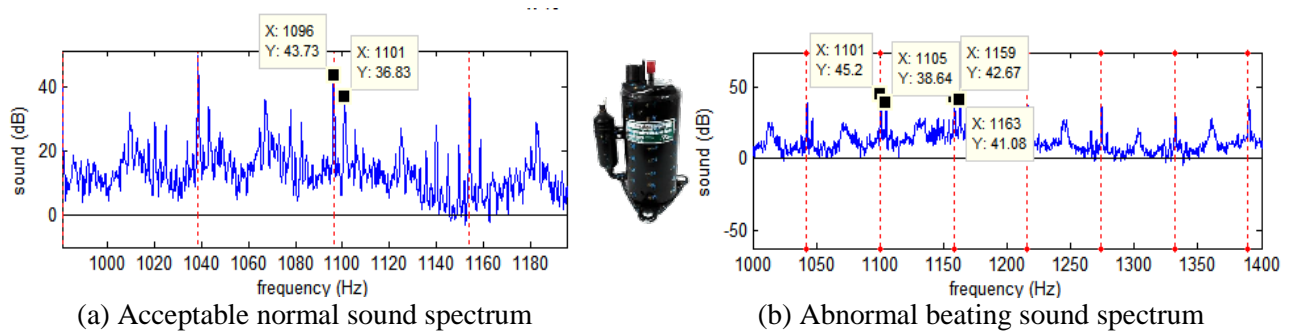 X: 1096
Y: 43.73
X: 1101
Y: 36.83
40
20
0
sound (dB)
1000 1020 1040 1060 1080 1100 1120 1140 1160 1180
frequency (Hz)
(a) Acceptable normal sound spectrum
X: 1101
Y: 45.2
X: 1105
Y: 38.64
X: 1159
Y: 42.67
X: 1163
Y: 41.08
50
0
-50
sound (dB)
1000 1050 1100 1150 1200 1250 1300 1350 1400
frequency (Hz)
(b) Abnormal beating sound spectrum